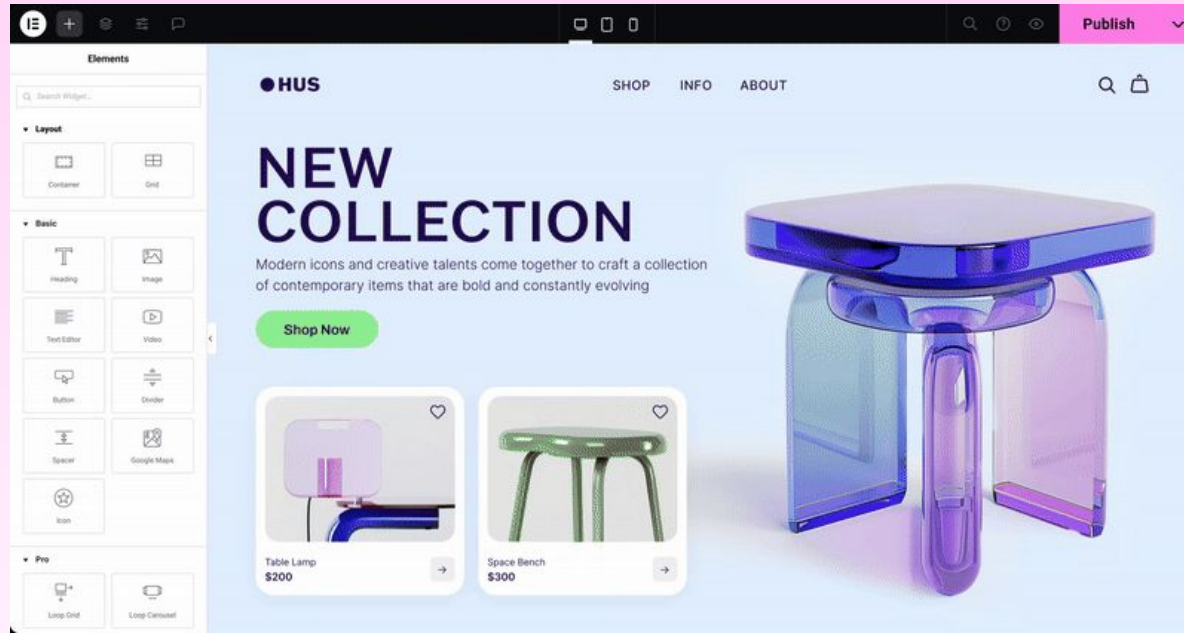 Publish
Elements
Search Widget...
Layout
Container
Grid
Basic
Heading
Image
Text Editor
Video
Button
Divider
Spacer
Google Maps
Icon
Pro
Loop Grid
Loop Carousel
HUS
SHOP
INFO
ABOUT
NEW
COLLECTION
Modern icons and creative talents come together to craft a collection
of contemporary items that are bold and constantly evolving
Shop Now
Table Lamp
$200
Space Bench
$300